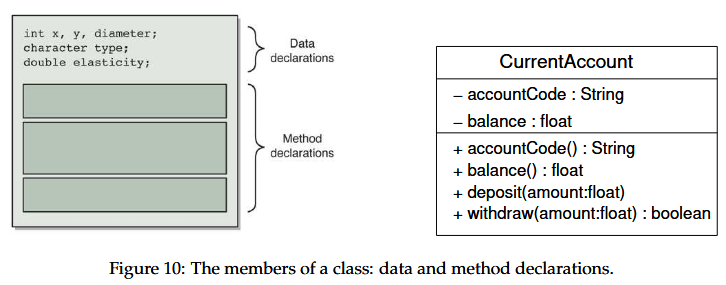 int x, y, diameter;
character type;
double elasticity;
Data
declarations
Method
declarations
CurrentAccount
– accountCode : String
– balance : float
+ accountCode() : String
+ balance() : float
+ deposit(amount:float)
+ withdraw(amount:float) : boolean
Figure 10: The members of a class: data and method declarations.